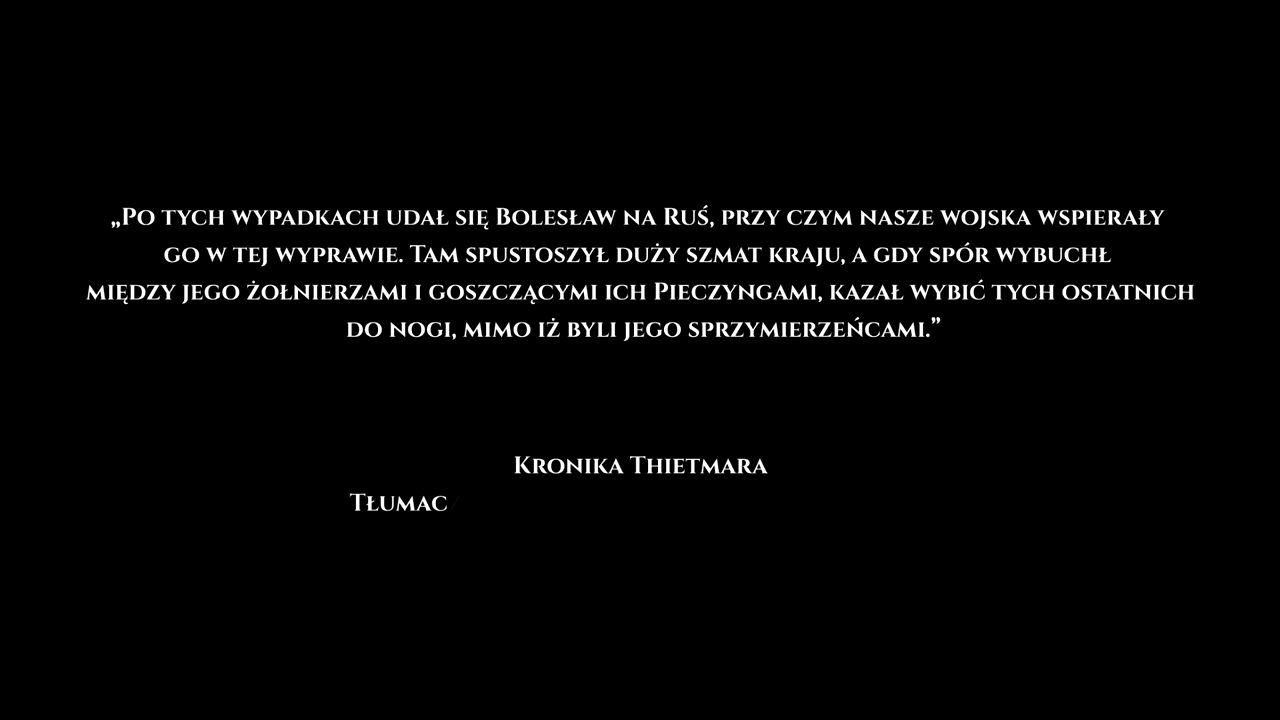 „Po tych wypadkach udał się Bolesław na Ruś, przy czym nasze wojska wspierały
go w tej wyprawie. Tam spustoszył duży szmat kraju, a gdy spór wybuchł
między jego żołnierzami i goszczącymi ich Pieczyngami, kazał wybić tych ostatnich
do nogi, mimo iż byli jego sprzymierzeńcami.”
Kronika Thietmara
Tłumac